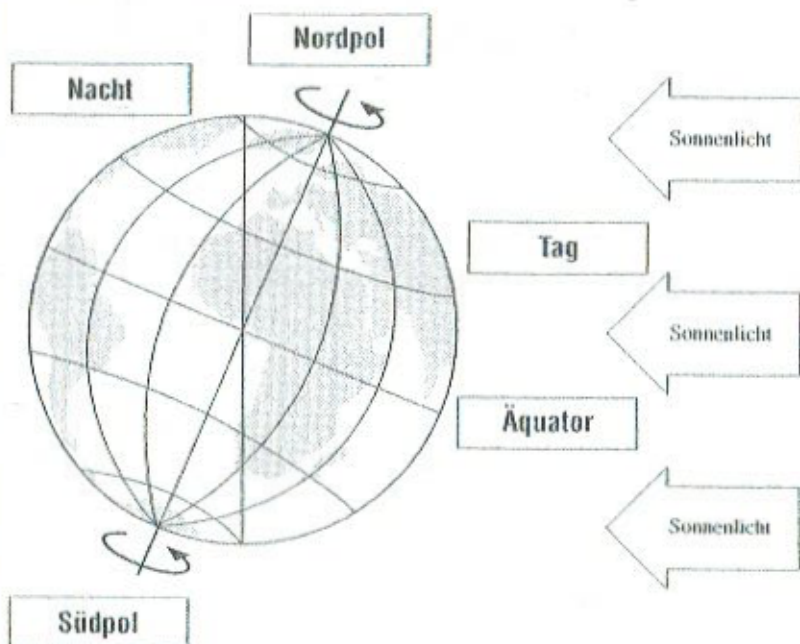 Nordpol
Nacht
Sonnenlicht
Tag
Sonnenlicht
Äquator
Sonnenlicht
Südpol